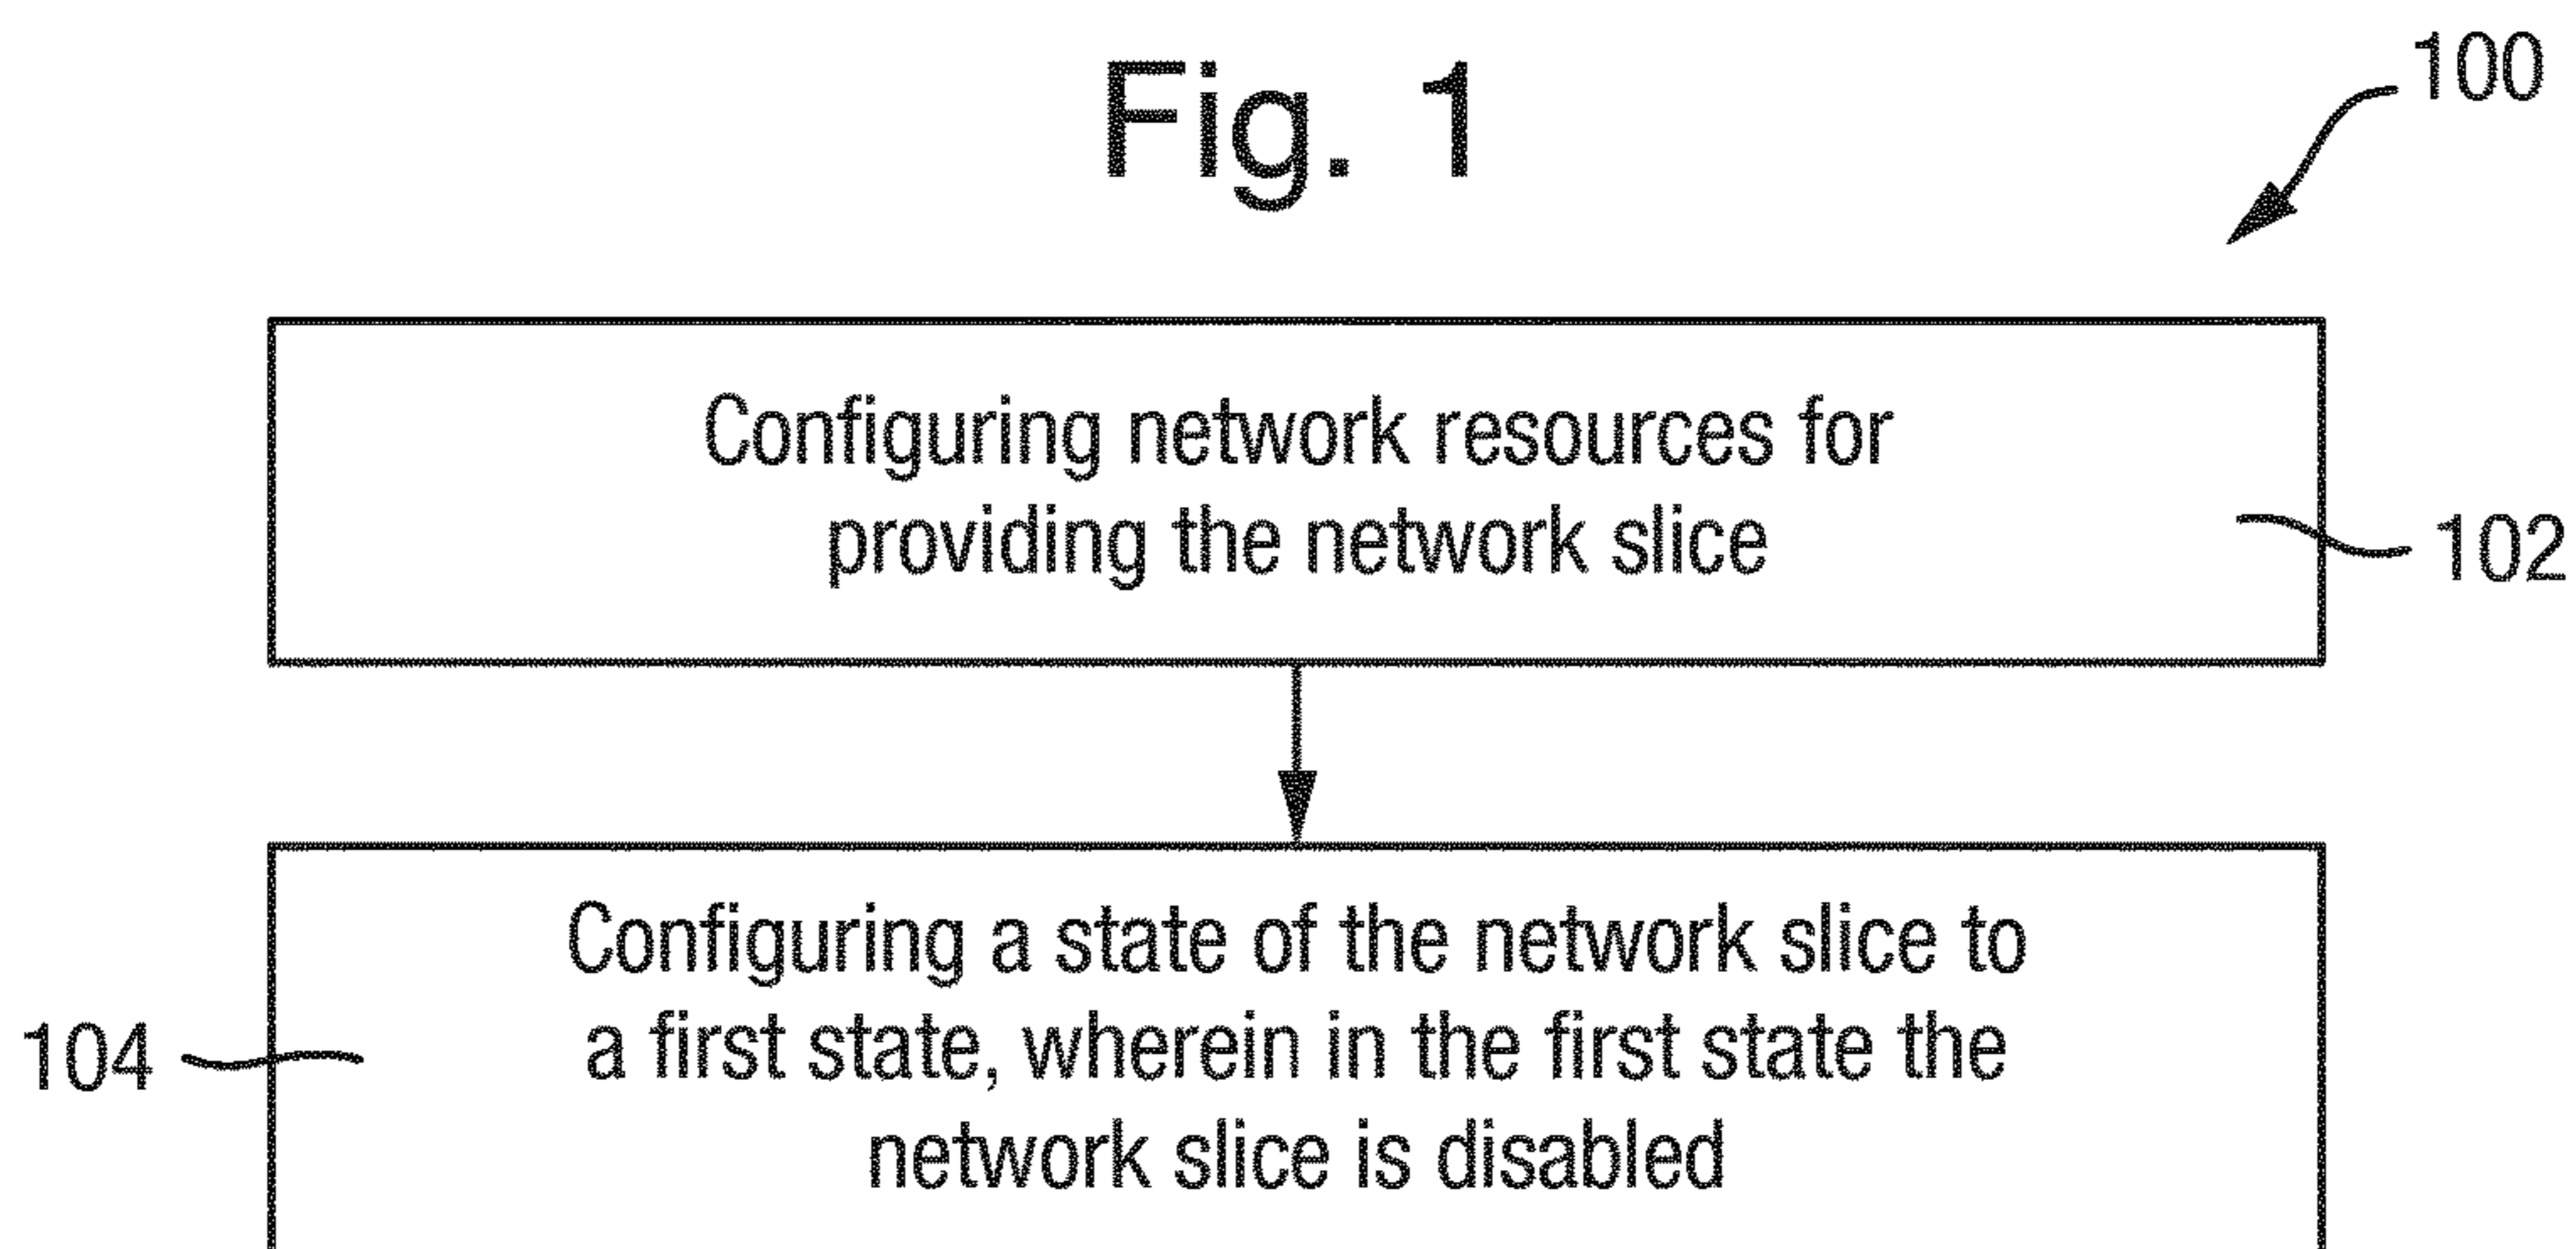 Fig. 1
100
Configuring network resources for
providing the network slice
102
Configuring a state of the network slice to
a first state, wherein in the first state the
network slice is disabled
104